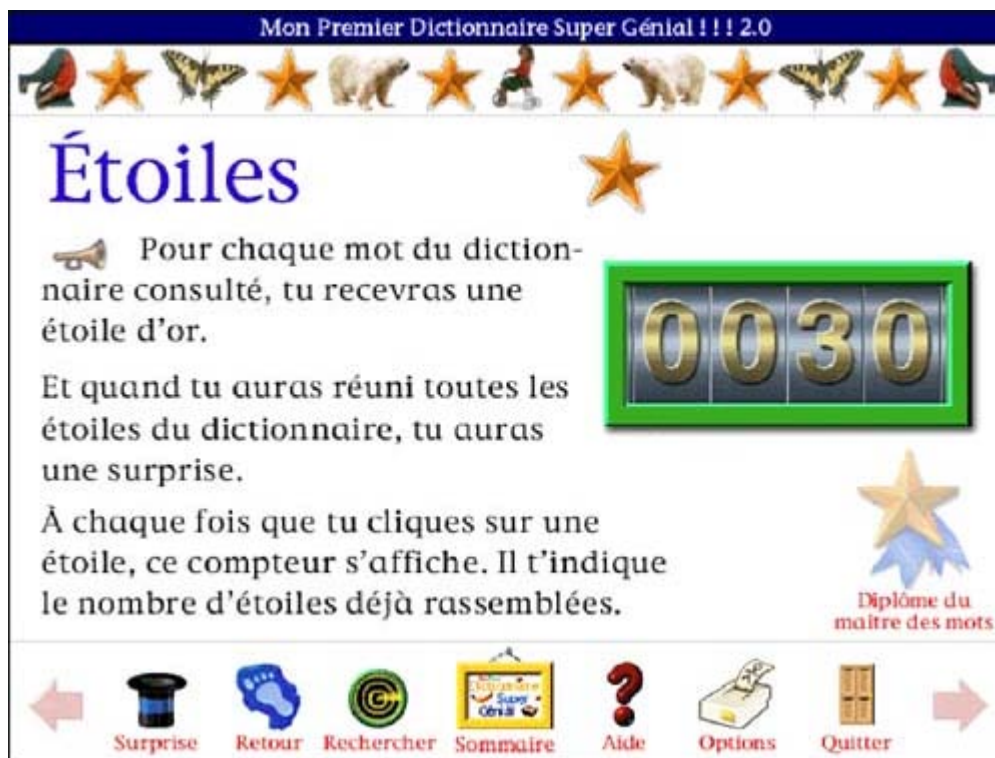 Mon Premier Dictionnaire Super Génial ! ! ! 2.0
Étoiles
Pour chaque mot du diction-
naire consulté, tu recevras une
étoile d'or.
Et quand tu auras réuni toutes les
étoiles du dictionnaire, tu auras
une surprise.
À chaque fois que tu cliques sur une
étoile, ce compteur s'affiche. Il t'indique
le nombre d'étoiles déjà rassemblées.
0030
Diplôme du
maître des mots
Dictionnaire
Super
Génial
Surprise Retour Rechercher Sommaire Aide Options Quitter